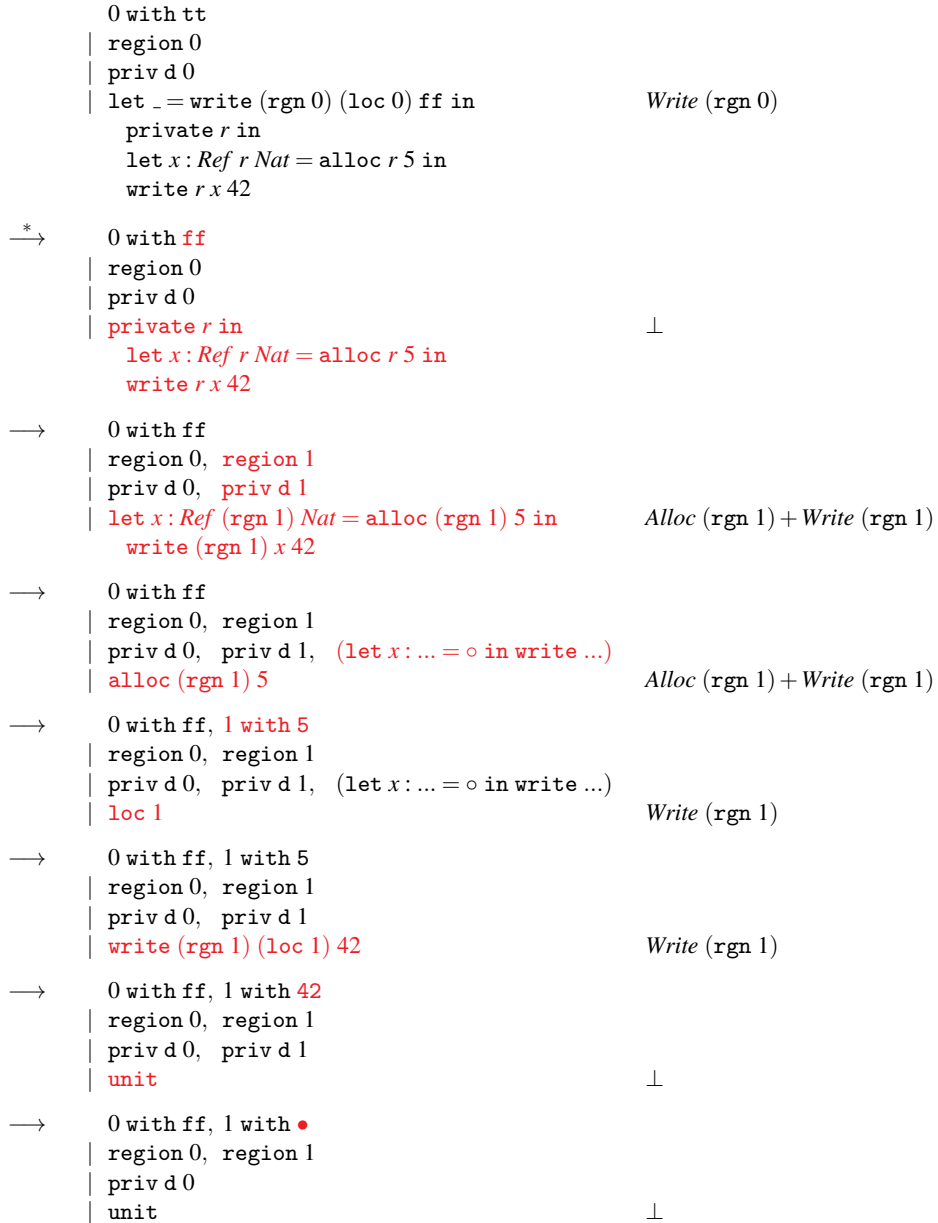 0 with tt
| region 0
| priv d 0
| let _ = write (rgn 0) (loc 0) ff in Write (rgn 0)
private r in
let x : Ref r Nat = alloc r 5 in
write r x 42
—*→ 0 with ff
| region 0
| priv d 0
| private r in ⊥
let x : Ref r Nat = alloc r 5 in
write r x 42
⟶ 0 with ff
| region 0, region 1
| priv d 0, priv d 1
| let x : Ref (rgn 1) Nat = alloc (rgn 1) 5 in Alloc (rgn 1) + Write (rgn 1)
write (rgn 1) x 42
⟶ 0 with ff
| region 0, region 1
| priv d 0, priv d 1, (let x : ... = ∘ in write ...)
| alloc (rgn 1) 5 Alloc (rgn 1) + Write (rgn 1)
⟶ 0 with ff, 1 with 5
| region 0, region 1
| priv d 0, priv d 1, (let x : ... = ∘ in write ...)
| loc 1 Write (rgn 1)
⟶ 0 with ff, 1 with 5
| region 0, region 1
| priv d 0, priv d 1
| write (rgn 1) (loc 1) 42 Write (rgn 1)
⟶ 0 with ff, 1 with 42
| region 0, region 1
| priv d 0, priv d 1
| unit ⊥
⟶ 0 with ff, 1 with •
| region 0, region 1
| priv d 0
| unit ⊥